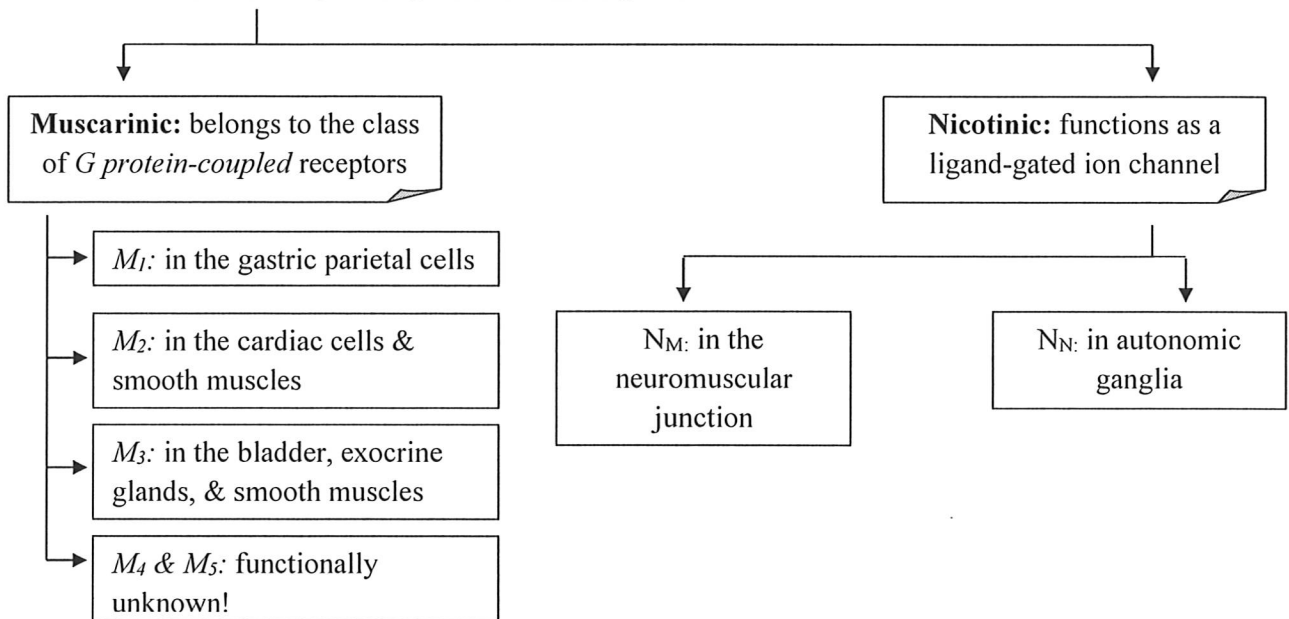 Muscarinic: belongs to the class
of G protein-coupled receptors
M1: in the gastric parietal cells
M2: in the cardiac cells &
smooth muscles
M3: in the bladder, exocrine
glands, & smooth muscles
M4 & M5: functionally
unknown!
Nicotinic: functions as a
ligand-gated ion channel
NM: in the
neuromuscular
junction
NN: in autonomic
ganglia